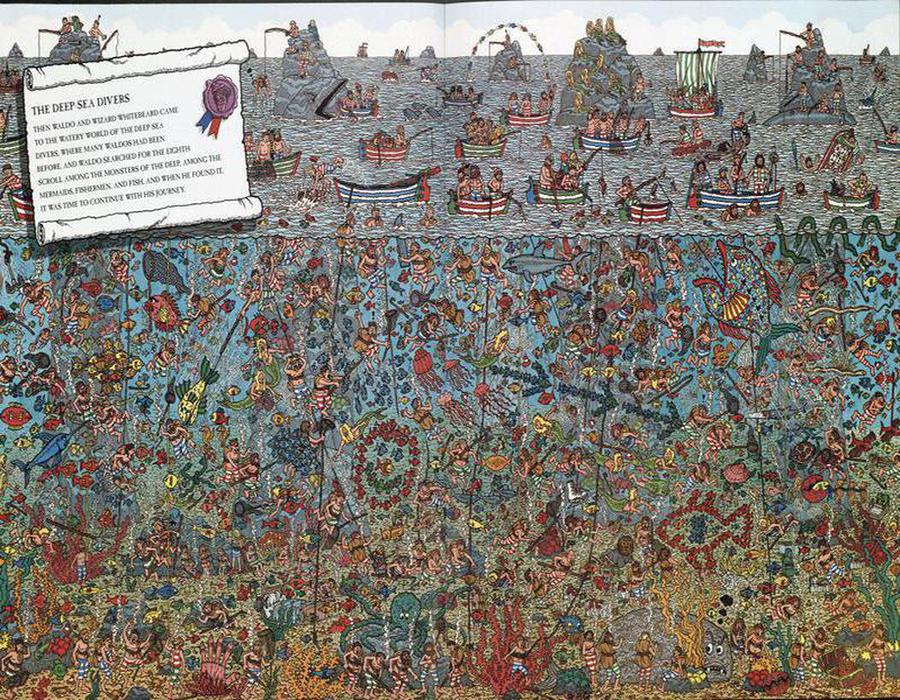 THE DEEP-SEA DIVERS
THEN WALDO AND WIZARD WHITEBEARD CAME
TO THE WATERY WORLD OF THE DEEP-SEA
DIVERS, WHERE MANY WALDOS HAD BEEN
BEFORE. AND WALDO SEARCHED FOR THE EIGHTH
SCROLL AMONG THE MONSTERS OF THE DEEP, AMONG THE
MERMAIDS, FISHERMEN, AND FISH, AND WHEN HE FOUND IT,
IT WAS TIME TO CONTINUE WITH HIS JOURNEY.